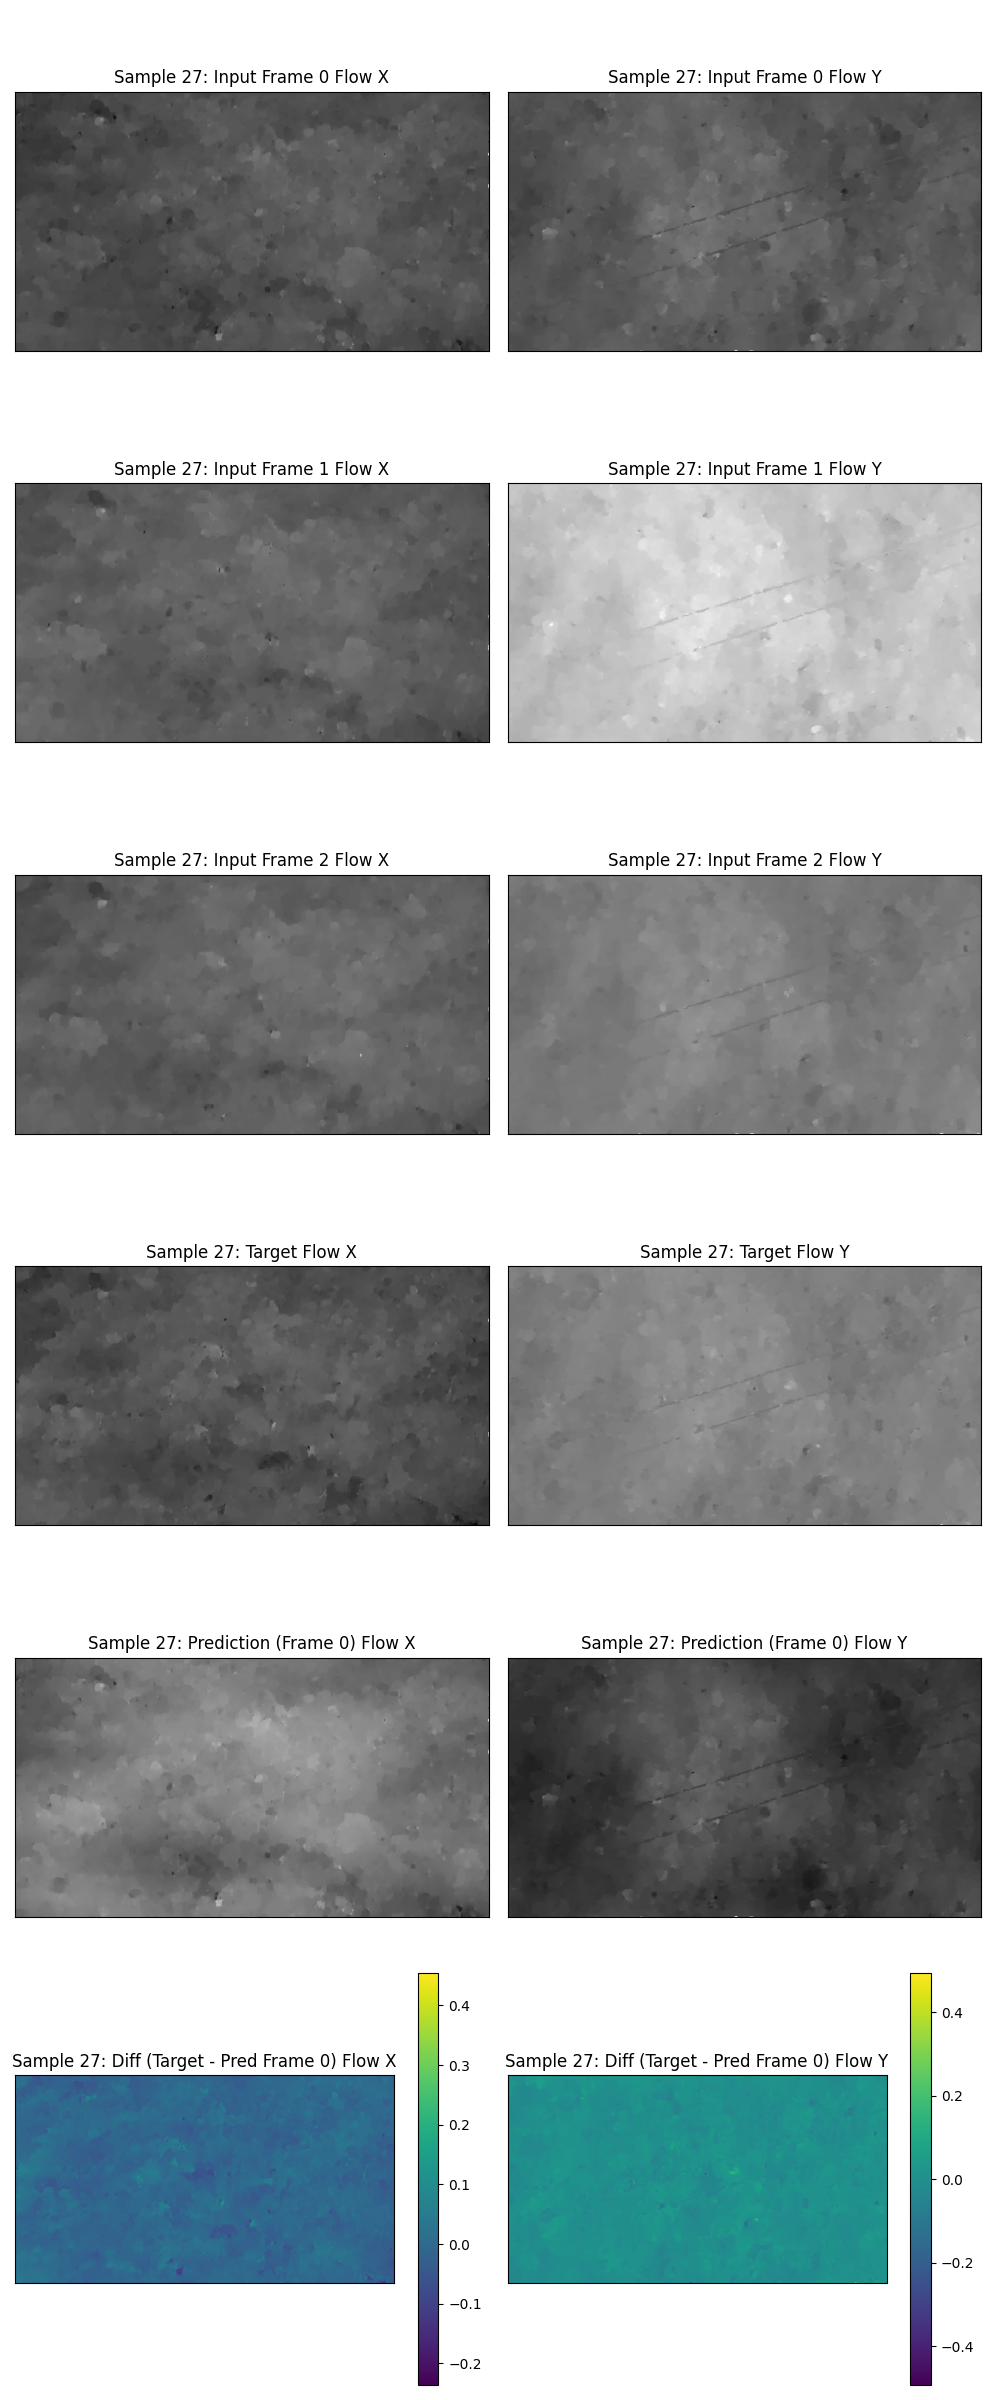 Sample 27: Input Frame 0 Flow X
Sample 27: Input Frame 0 Flow Y
Sample 27: Input Frame 1 Flow X
Sample 27: Input Frame 1 Flow Y
Sample 27: Input Frame 2 Flow X
Sample 27: Input Frame 2 Flow Y
Sample 27: Target Flow X
Sample 27: Target Flow Y
Sample 27: Prediction (Frame 0) Flow X
Sample 27: Prediction (Frame 0) Flow Y
Sample 27: Diff (Target - Pred Frame 0) Flow X
0.4
0.3
0.2
0.1
0.0
−0.1
−0.2
Sample 27: Diff (Target - Pred Frame 0) Flow Y
0.4
0.2
0.0
−0.2
−0.4